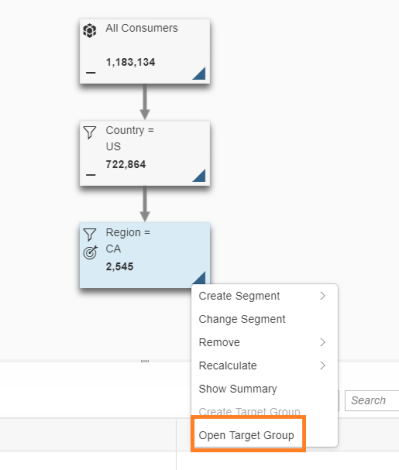 All Consumers
1,183,134
Country =
US
722,864
Region =
CA
2,545
Create Segment
Change Segment
Remove
Recalculate
Show Summary
Create Target Group
Open Target Group
Search